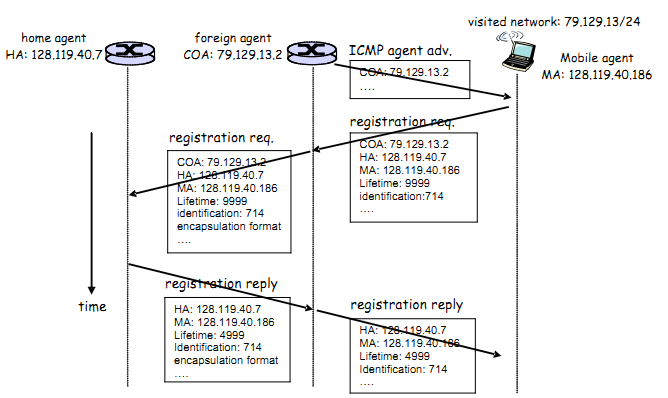 visited network: 79.129.13/24
home agent
HA: 128.119.40.7
foreign agent
COA: 79.129.13.2
ICMP agent adv.
Mobile agent
MA: 128.119.40.186
COA: 79.129.13.2
....
registration req.
COA: 79.129.13.2
HA: 128.119.40.7
MA: 128.119.40.186
Lifetime: 9999
identification:714
....
registration req.
COA: 79.129.13.2
HA: 128.119.40.7
MA: 128.119.40.186
Lifetime: 9999
identification: 714
encapsulation format
....
time
registration reply
HA: 128.119.40.7
MA: 128.119.40.186
Lifetime: 4999
Identification: 714
encapsulation format
....
registration reply
HA: 128.119.40.7
MA: 128.119.40.186
Lifetime: 4999
Identification: 714
....